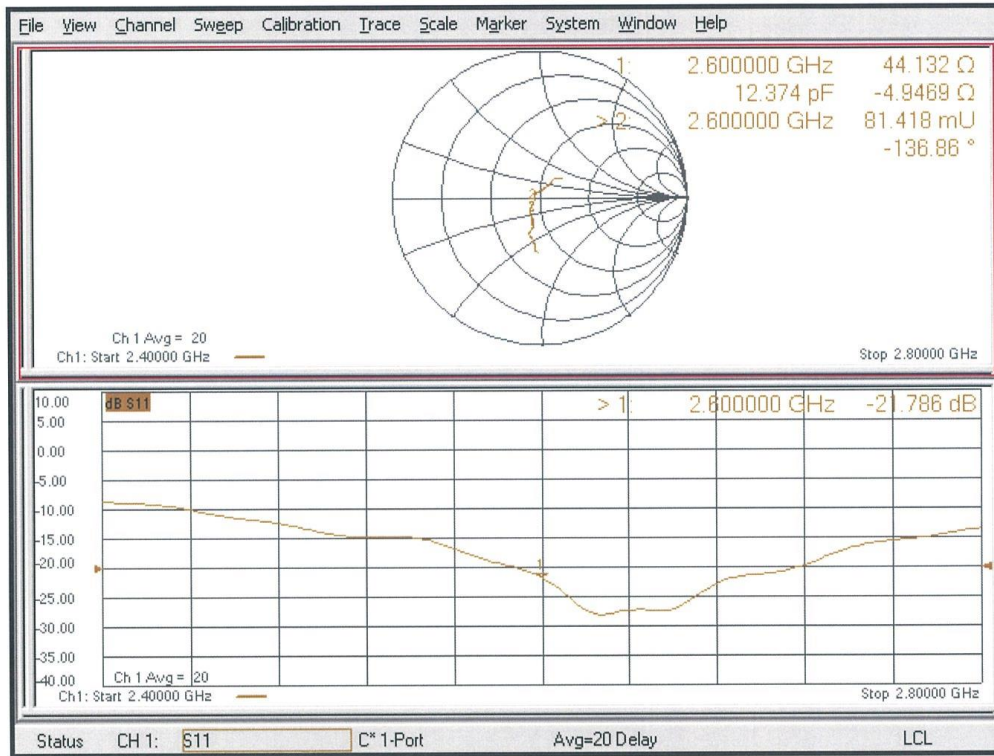 File View Channel Sweep Calibration Trace Scale Marker System Window Help
1: 2.600000 GHz 44.132 Ω
12.374 pF -4.9469 Ω
> 2: 2.600000 GHz 81.418 mU
-136.86 °
Ch 1 Avg = 20
Ch1: Start 2.40000 GHz
Stop 2.80000 GHz
10.00
dB S11
> 1: 2.600000 GHz -21.786 dB
5.00
0.00
-5.00
-10.00
-15.00
-20.00
1
-25.00
-30.00
-35.00
-40.00
Ch 1 Avg = 20
Ch1: Start 2.40000 GHz
Stop 2.80000 GHz
Status CH 1: S11 C* 1-Port Avg=20 Delay LCL